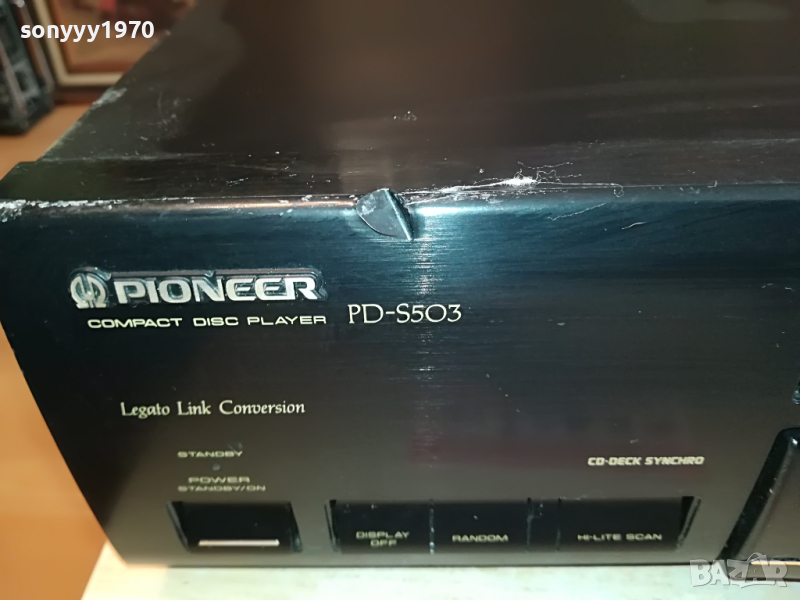 sonyyy1970
PIONEER
COMPACT DISC PLAYER PD-S503
Legato Link Conversion
STANDBY
CD-DECK SYNCHRO
POWER
STANDBY/ON
DISPLAY
OFF
RANDOM
HI-LITE SCAN
BAZAR